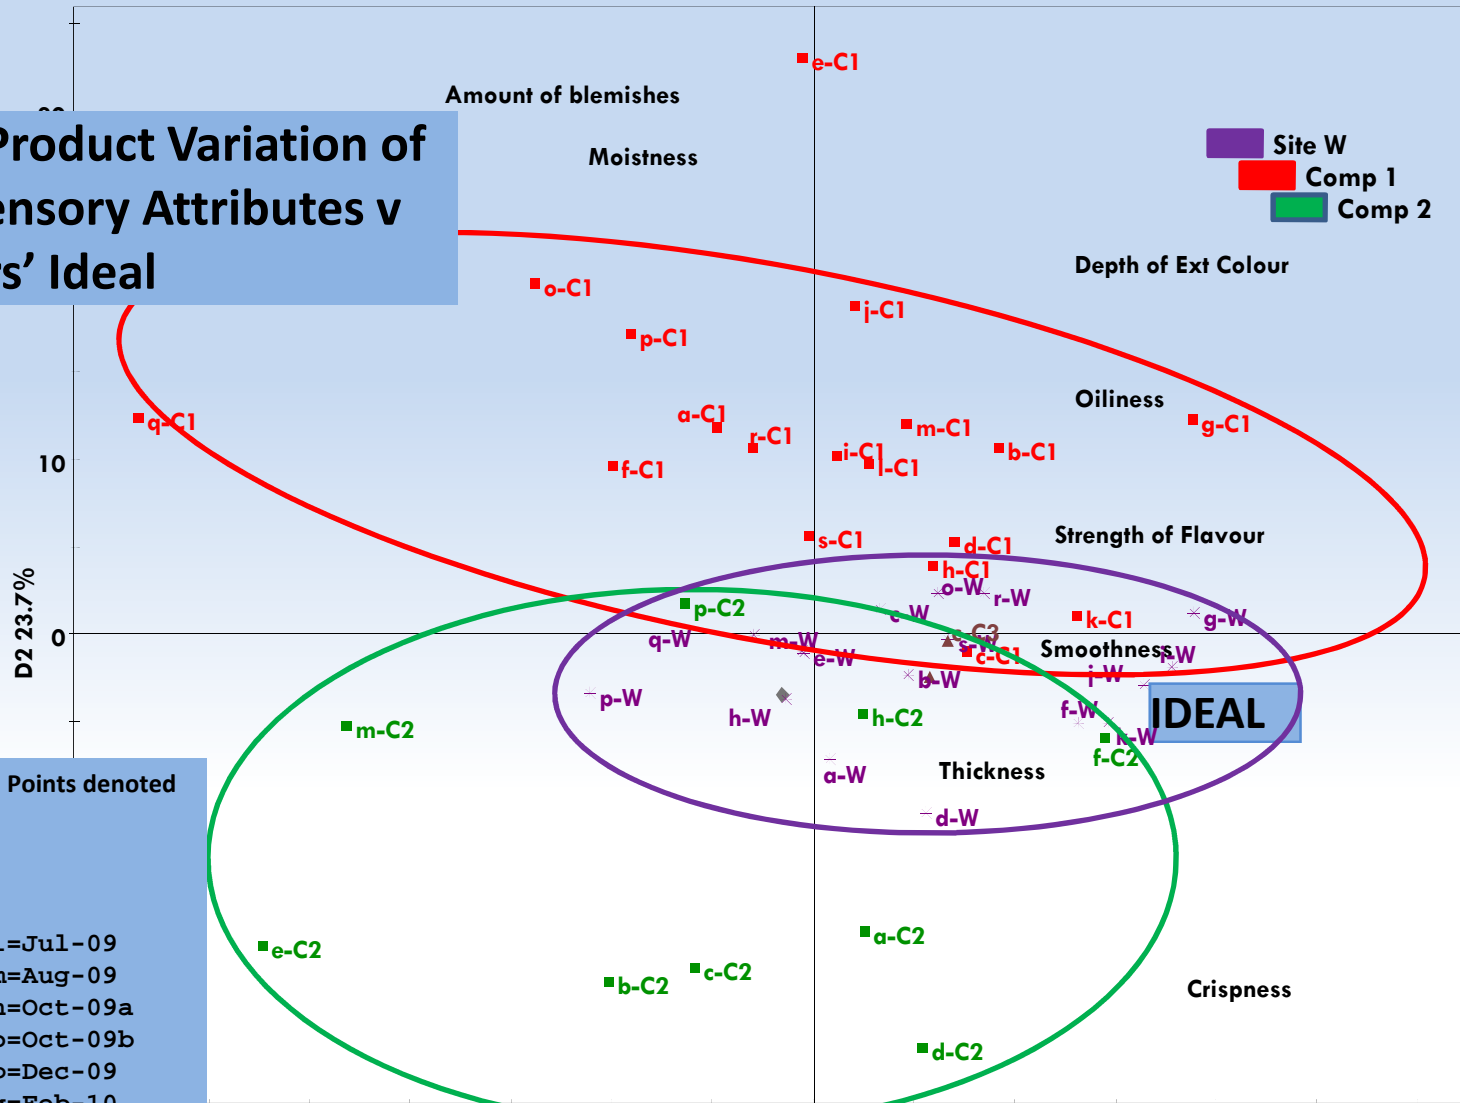 e-C1
Amount of blemishes
Product Variation of
Site W
Moistness
Comp 1
ensory Attributes v
Comp 2
rs’ Ideal
Depth of Ext Colour
o-C1
j-C1
p-C1
Oiliness
a-C1
q-C1
g-C1
m-C1
r-C1
i-C1
b-C1
10
f-C1
l-C1
Strength of Flavour
s-C1
d-C1
h-C1
D2 23.7%
o-W
r-W
p-C2
c-W
k-C1
g-W
0
q-W
m-W
s-W
Smoothness
e-W
c-C1
i-W
j-W
b-W
p-W
h-W
h-C2
f-W
IDEAL
m-C2
k-W
f-C2
a-W
Thickness
Points denoted
d-W
l=Jul-09
e-C2
a-C2
c-C2
b-C2
Crispness
=Aug-09
=Oct-09a
=Oct-09b
d-C2
=Dec-09
=Feb-10